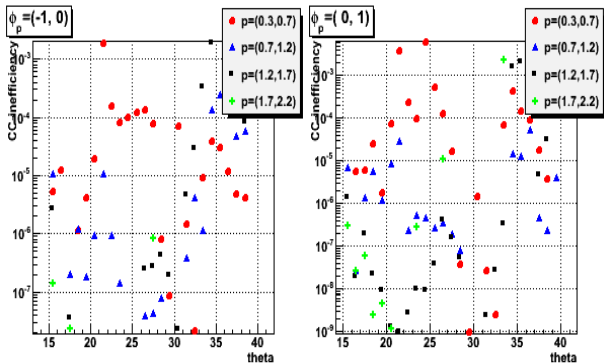 ϕp=(-1, 0)
p=(0.3,0.7)
p=(0.7,1.2)
p=(1.2,1.7)
p=(1.7,2.2)
CC inefficiency
10-3
10-4
10-5
10-6
10-7
15 20 25 30 35 40
theta
ϕp=( 0, 1)
p=(0.3,0.7)
p=(0.7,1.2)
p=(1.2,1.7)
p=(1.7,2.2)
CC inefficiency
10-3
10-4
10-5
10-6
10-7
10-8
10-9
15 20 25 30 35 40
theta